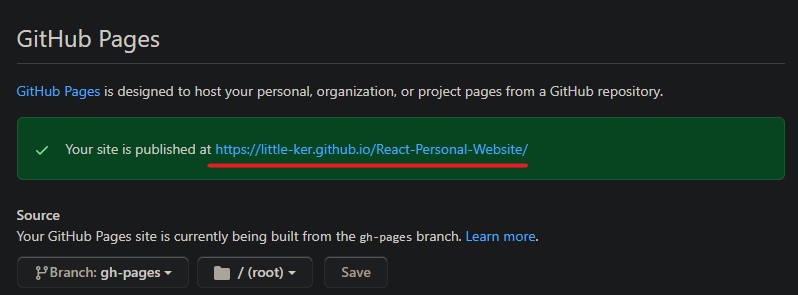 GitHub Pages
GitHub Pages is designed to host your personal, organization, or project pages from a GitHub repository.
Your site is published at https://little-ker.github.io/React-Personal-Website/
Source
Your GitHub Pages site is currently being built from the gh-pages branch. Learn more.
Branch: gh-pages / (root) Save